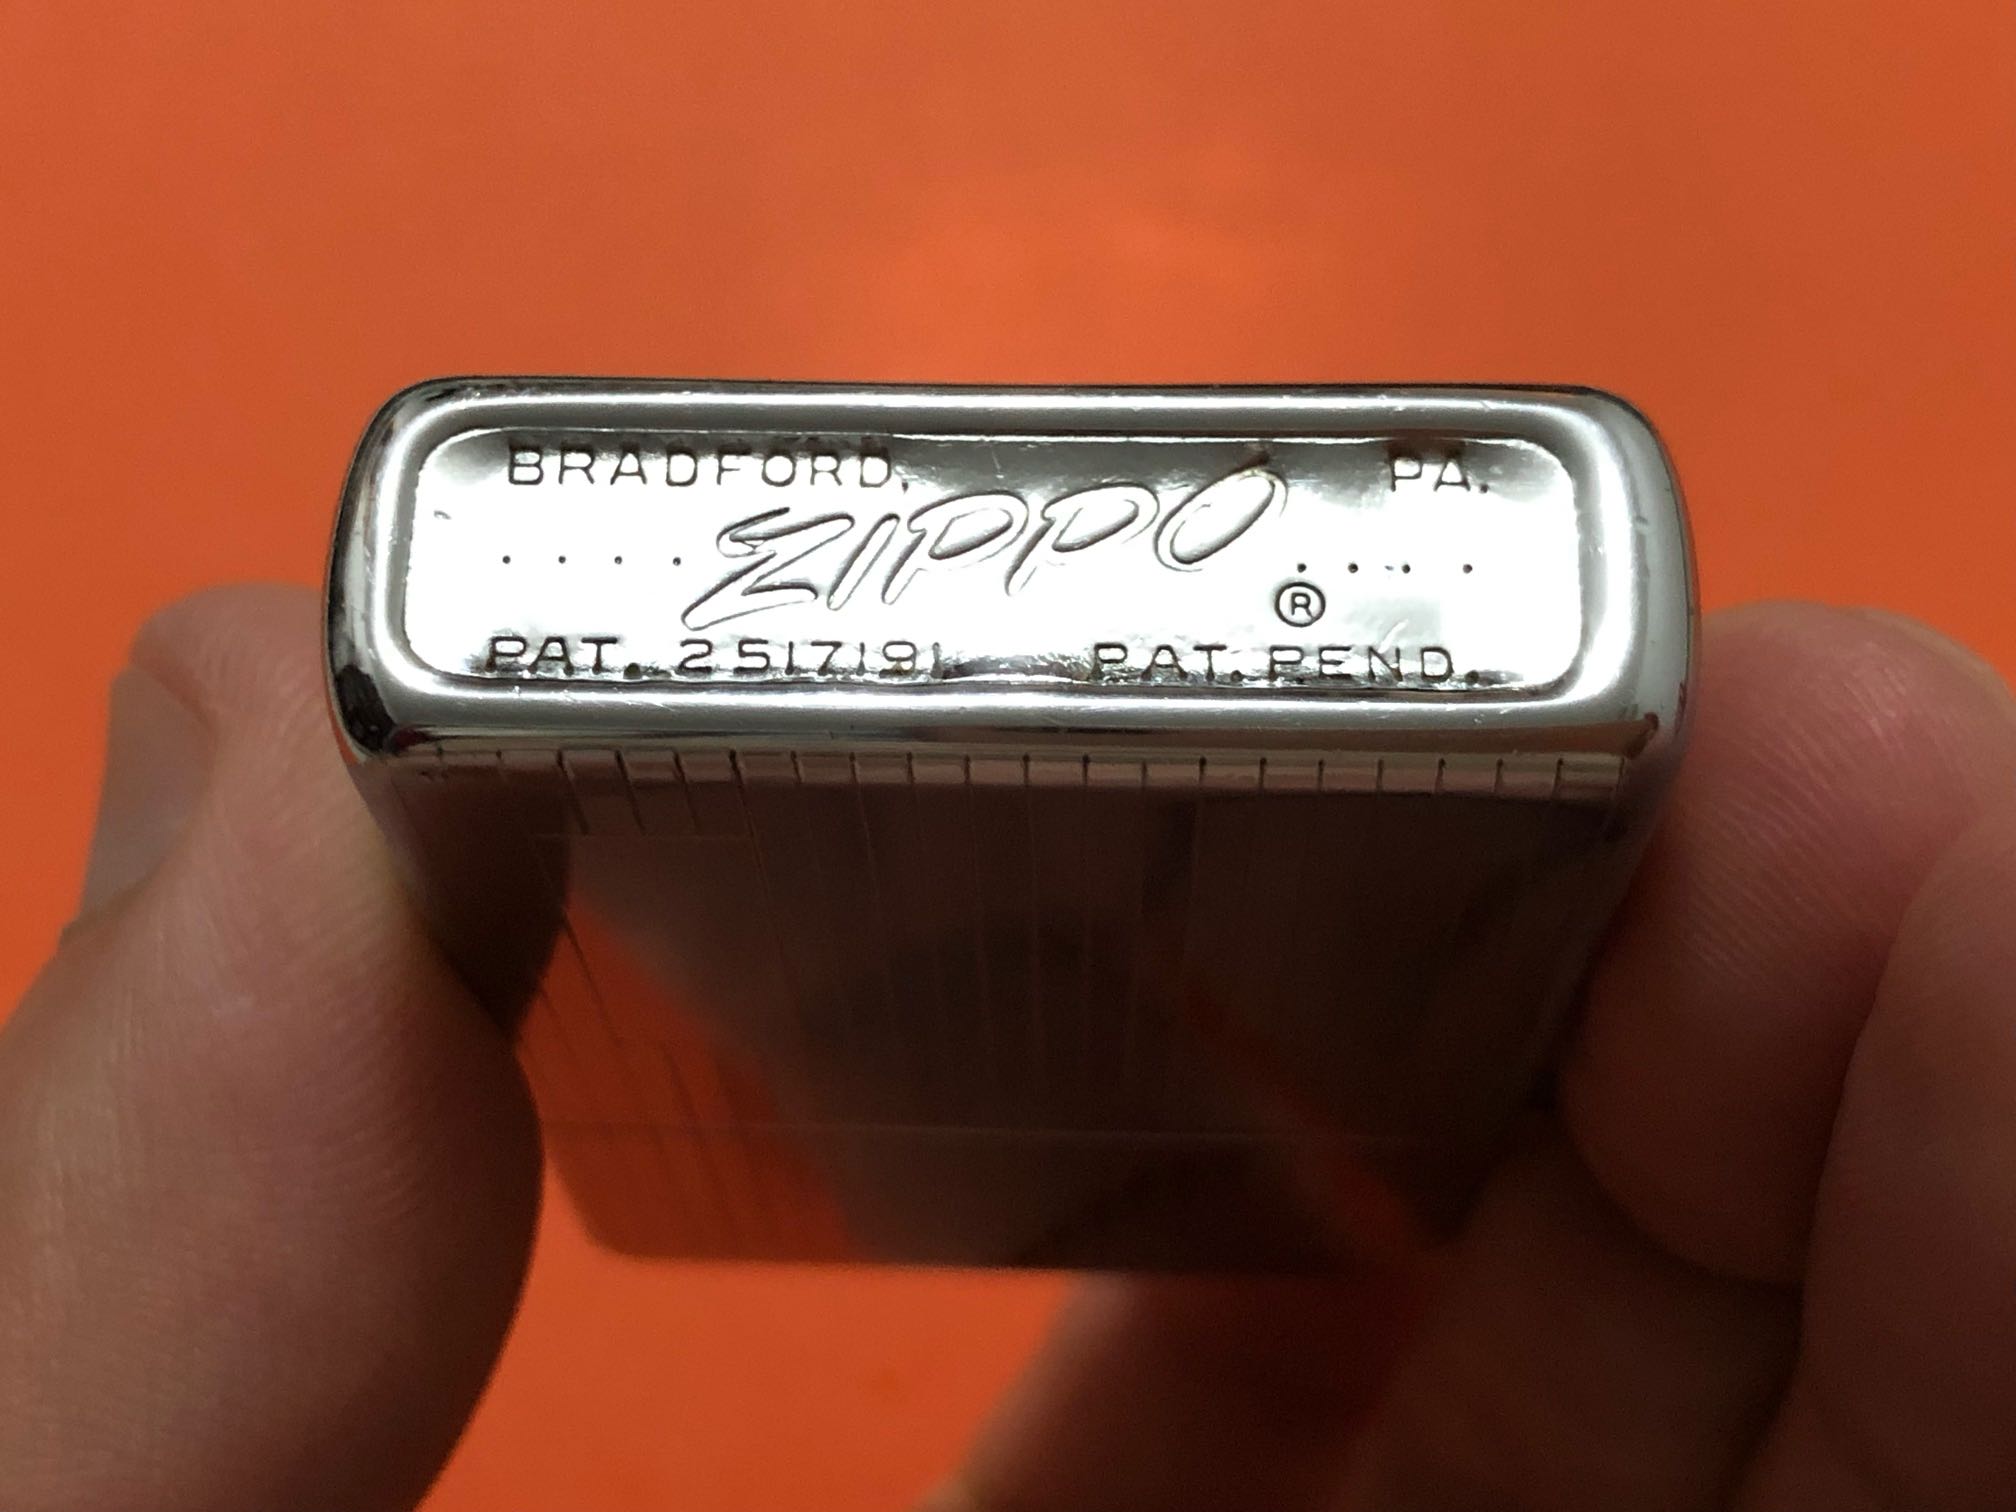 BRADFORD, PA.
.... ZIPPO ....
®
PAT. 2517191 PAT. PEND.